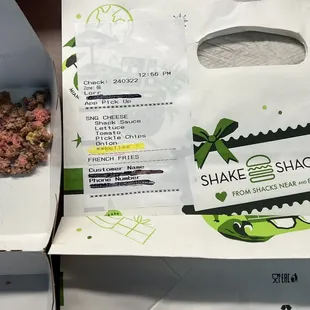 Check: 240322 12:56 PM
App Pick Up
SNG CHEESE
Shack Sauce
Lettuce
Tomato
Pickle Chips
Onion
FRENCH FRIES
Customer Name
Phone Number
SHAKE SHAC
FROM SHACKS NEAR AND